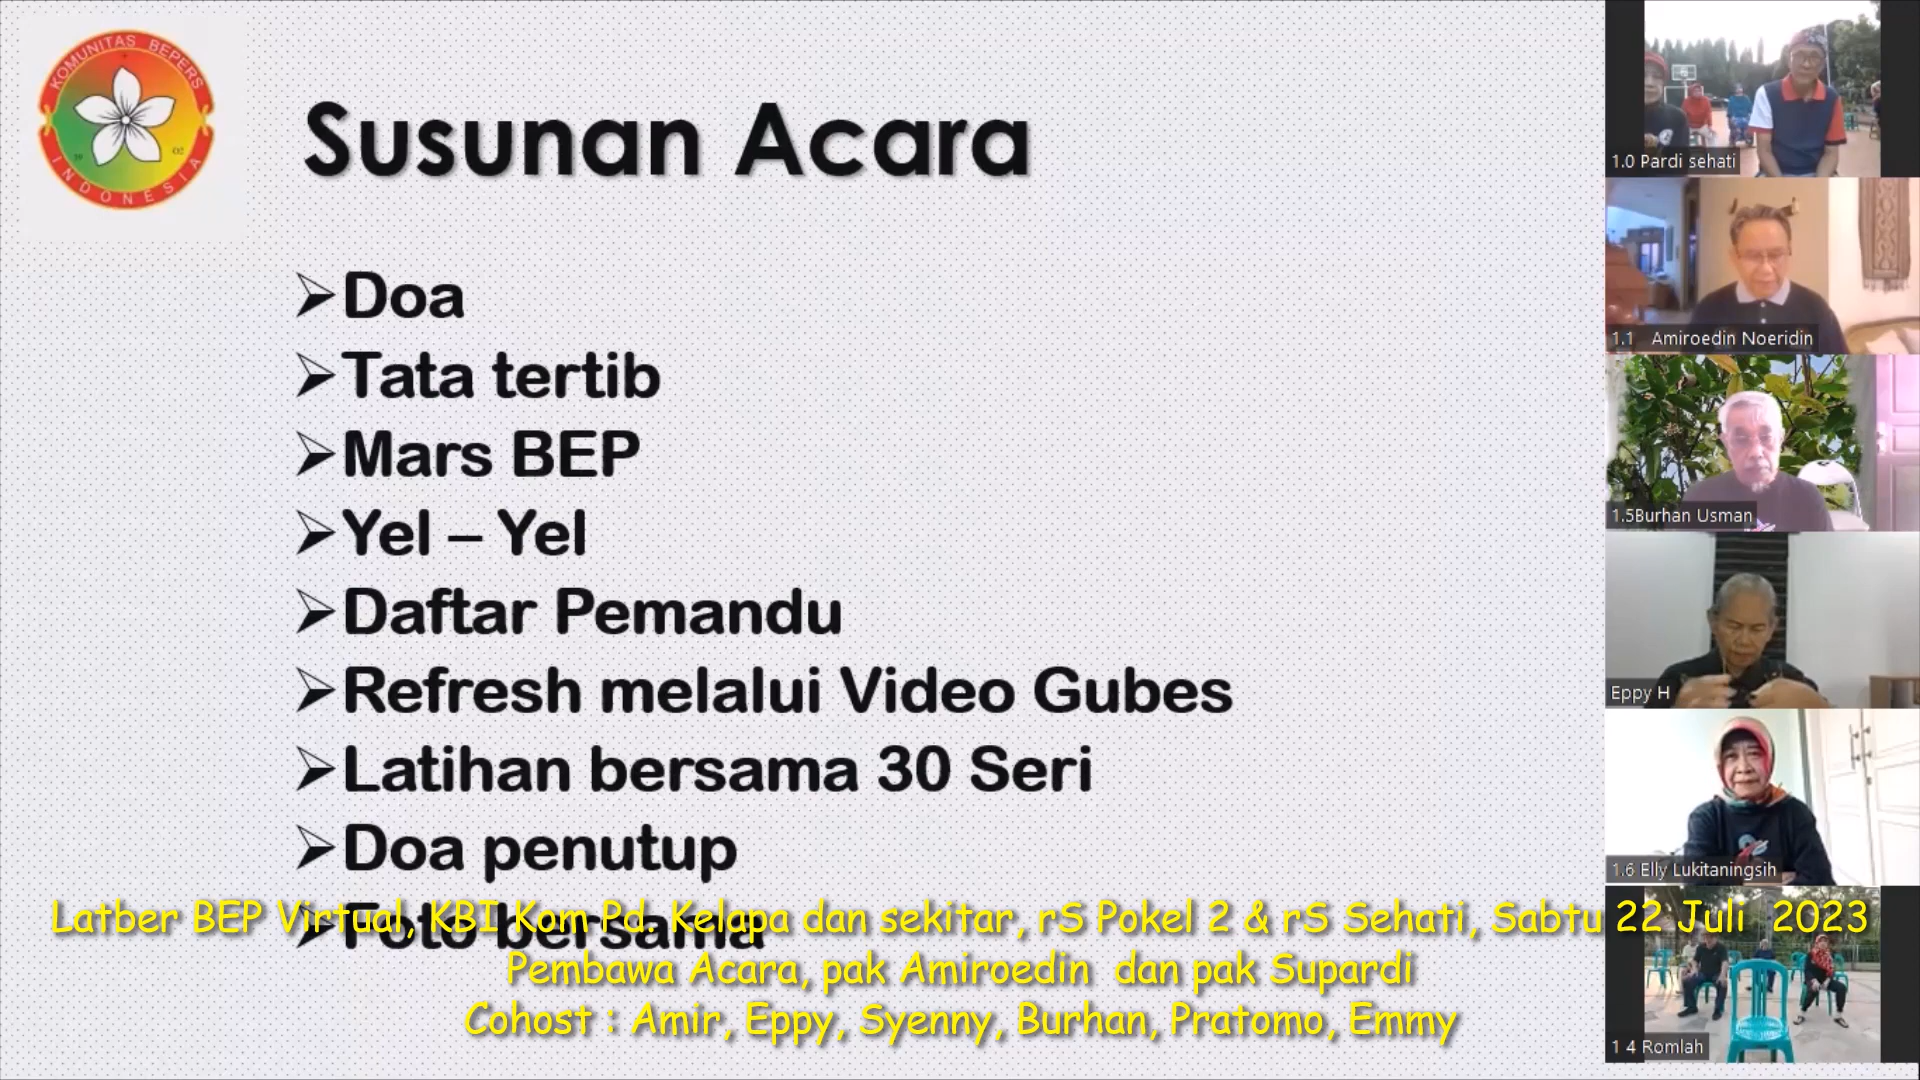 KOMUNITAS BEPERS
INDONESIA
Susunan Acara
Doa
Tata tertib
Mars BEP
Yel – Yel
Daftar Pemandu
Refresh melalui Video Gubes
Latihan bersama 30 Seri
Doa penutup
Foto bersama
Latber BEP Virtual, KBI Kom Pd. Kelapa dan sekitar, rS Pokel 2 & rS Sehati, Sabtu 22 Juli 2023
Pembawa Acara, pak Amiroedin dan pak Supardi
Cohost : Amir, Eppy, Syenny, Burhan, Pratomo, Emmy
1.0 Pardi sehati
1.1 Amiroedin Noeridin
1.5Burhan Usman
Eppy H
1.6 Elly Lukitaningsih
1 4 Romlah